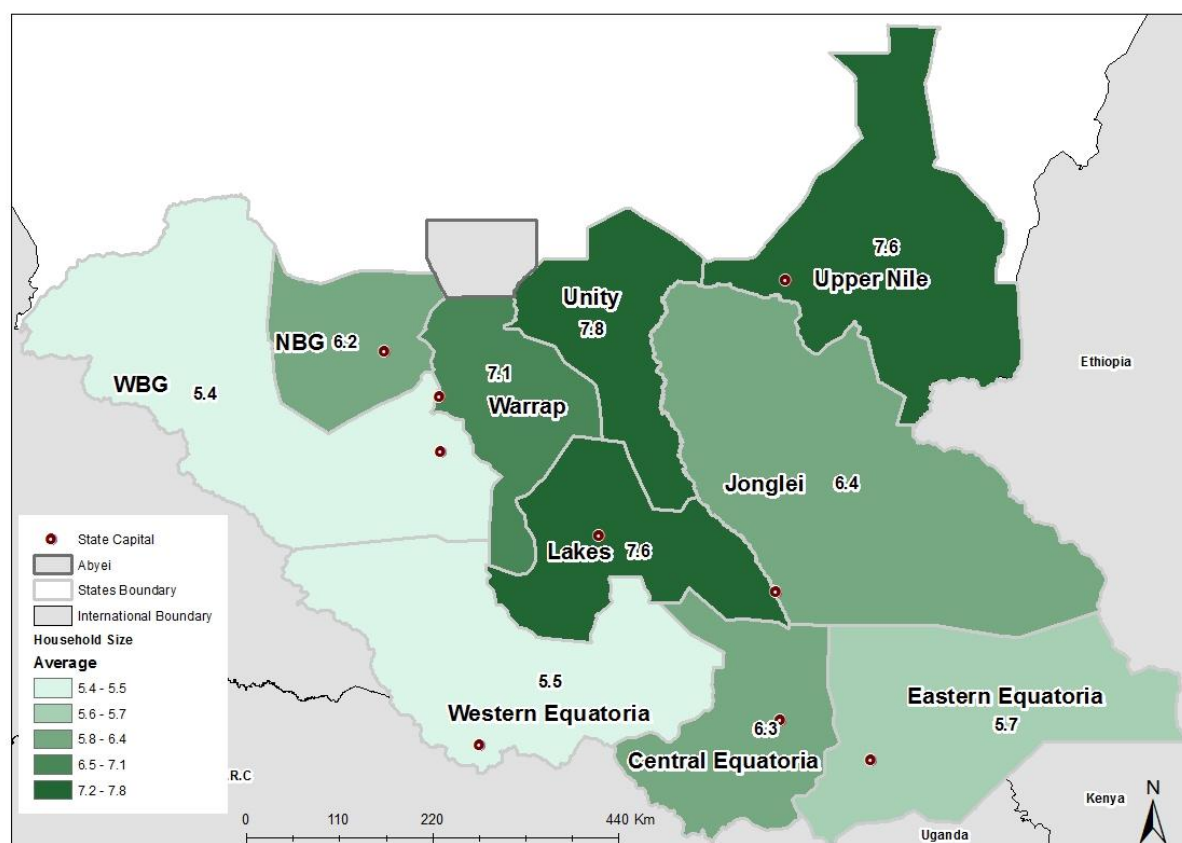 7.6
Upper Nile
Unity
7.8
NBG 6.2
Ethiopia
7.1
WBG 5.4
Warrap
Jonglei 6.4
Lakes 7.6
5.5
Western Equatoria
Eastern Equatoria
5.7
6.3
Central Equatoria
.R.C
Kenya
Uganda
N
State Capital
Abyei
States Boundary
International Boundary
Household Size
Average
5.4 - 5.5
5.6 - 5.7
5.8 - 6.4
6.5 - 7.1
7.2 - 7.8
0 110 220 440 Km